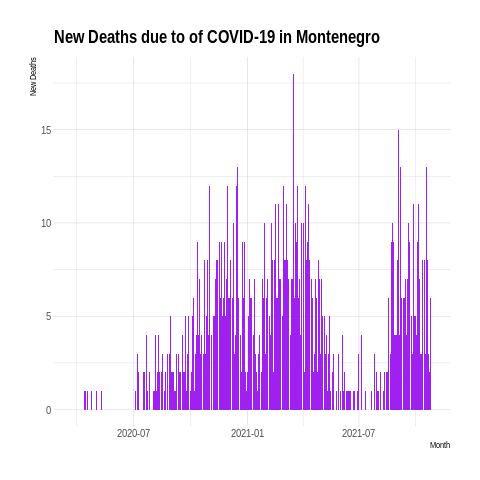 New Deaths due to of COVID-19 in Montenegro
New Deaths
15
10
5
0
2020-07 2021-01 2021-07
Month